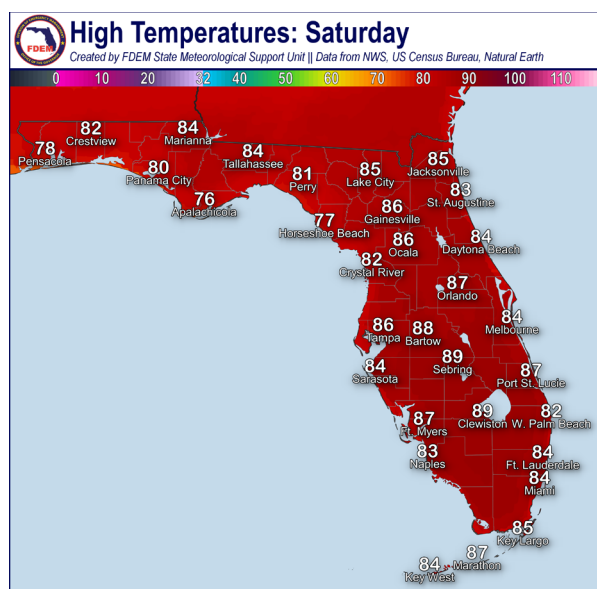 FDEM
High Temperatures: Saturday
Created by FDEM State Meteorological Support Unit || Data from NWS, US Census Bureau, Natural Earth
0 10 20 32 40 50 60 70 80 90 100 110
82
Crestview
84
Marianna
78
Pensacola
80
Panama City
84
Tallahassee
76
Apalachicola
81
Perry
85
Lake City
85
Jacksonville
83
St. Augustine
77
Horseshoe Beach
86
Gainesville
86
Ocala
84
Daytona Beach
82
Crystal River
87
Orlando
86
Tampa
88
Bartow
84
Melbourne
84
Sarasota
89
Sebring
87
Port St. Lucie
87
Ft. Myers
89
Clewiston
82
W. Palm Beach
83
Naples
84
Ft. Lauderdale
84
Miami
85
Key Largo
87
Marathon
84
Key West